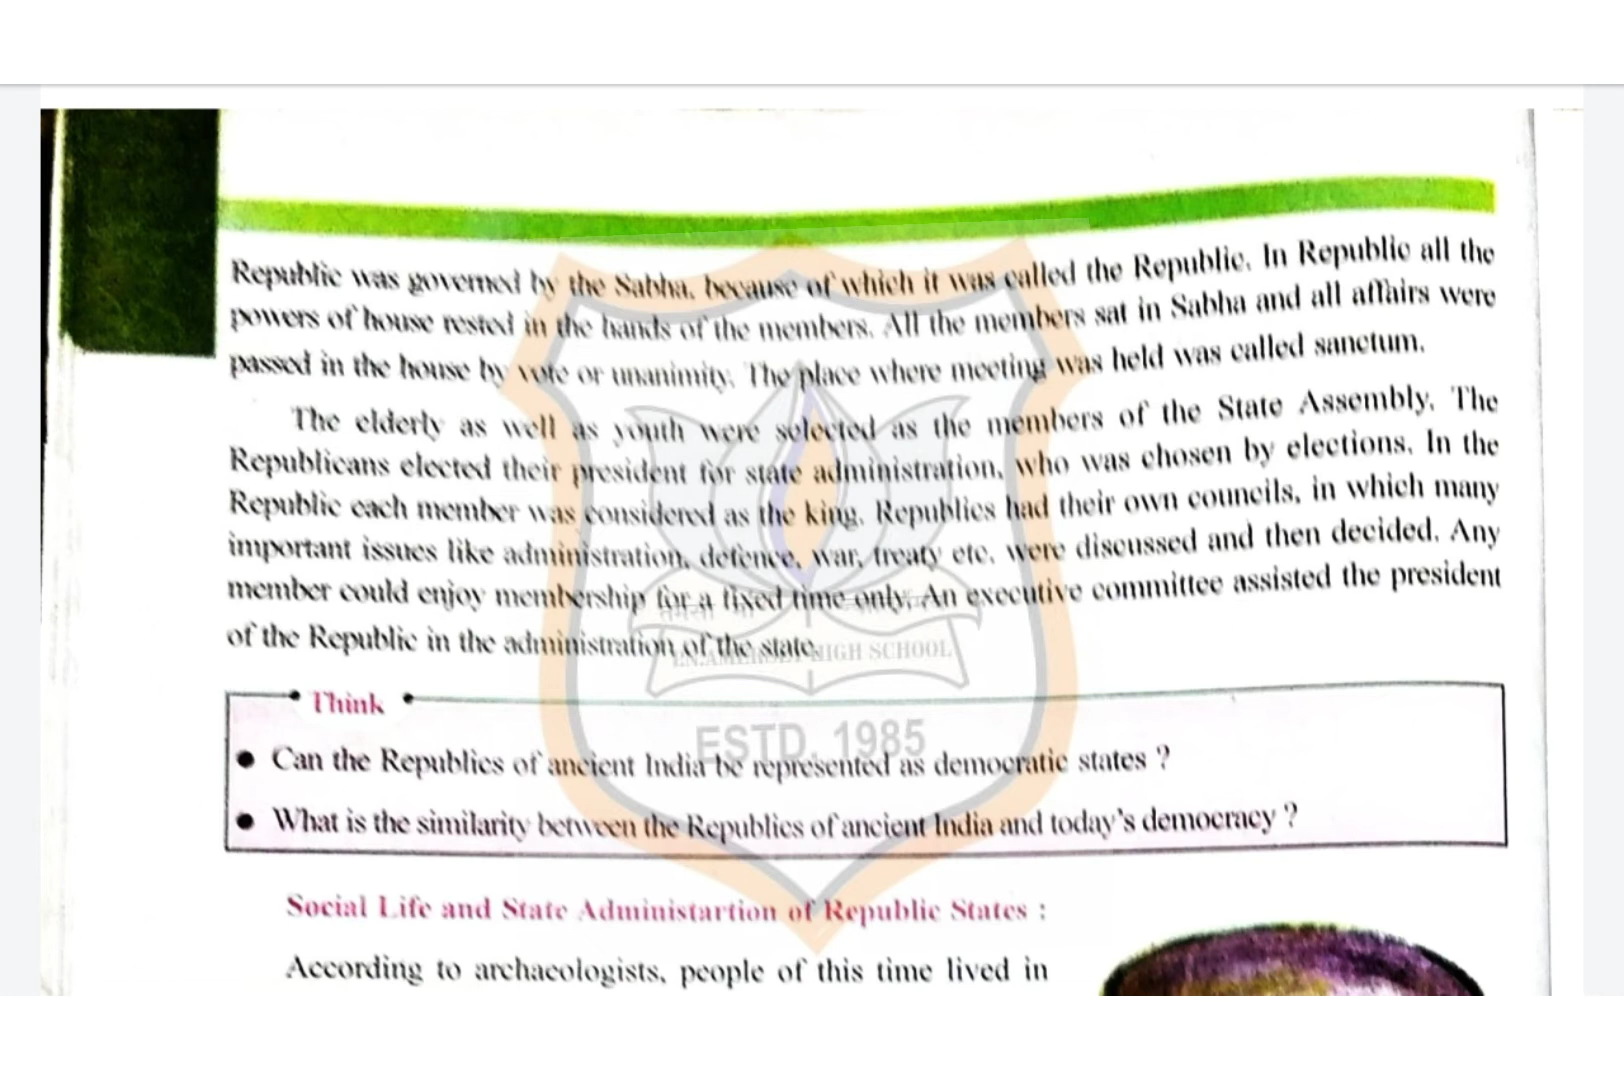 Republic was governed by the Sabha, because of which it was called the Republic. In Republic all the
powers of house rested in the hands of the members. All the members sat in Sabha and all affairs were
passed in the house by vote or unanimity. The place where meeting was held was called sanctum.
The elderly as well as youth were selected as the members of the State Assembly. The
Republicans elected their president for state administration, who was chosen by elections. In the
Republic each member was considered as the king. Republics had their own councils, in which many
important issues like administration, defence, war, treaty etc. were discussed and then decided. Any
member could enjoy membership for a fixed time only. An executive committee assisted the president
of the Republic in the administration of the state.
HIGH SCHOOL
Think
ESTD. 1985
● Can the Republics of ancient India be represented as democratic states ?
● What is the similarity between the Republics of ancient India and today's democracy ?
Social Life and State Administartion of Republic States :
According to archaeologists, people of this time lived in